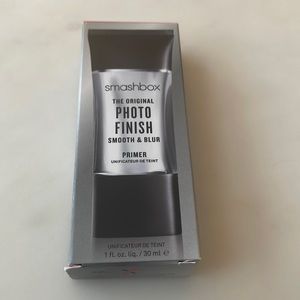 smashbox
THE ORIGINAL
PHOTO
FINISH
SMOOTH & BLUR
PRIMER
UNIFICATEUR DE TEINT
UNIFICATEUR DE TEINT
1 fl. oz. liq. / 30 ml ℮